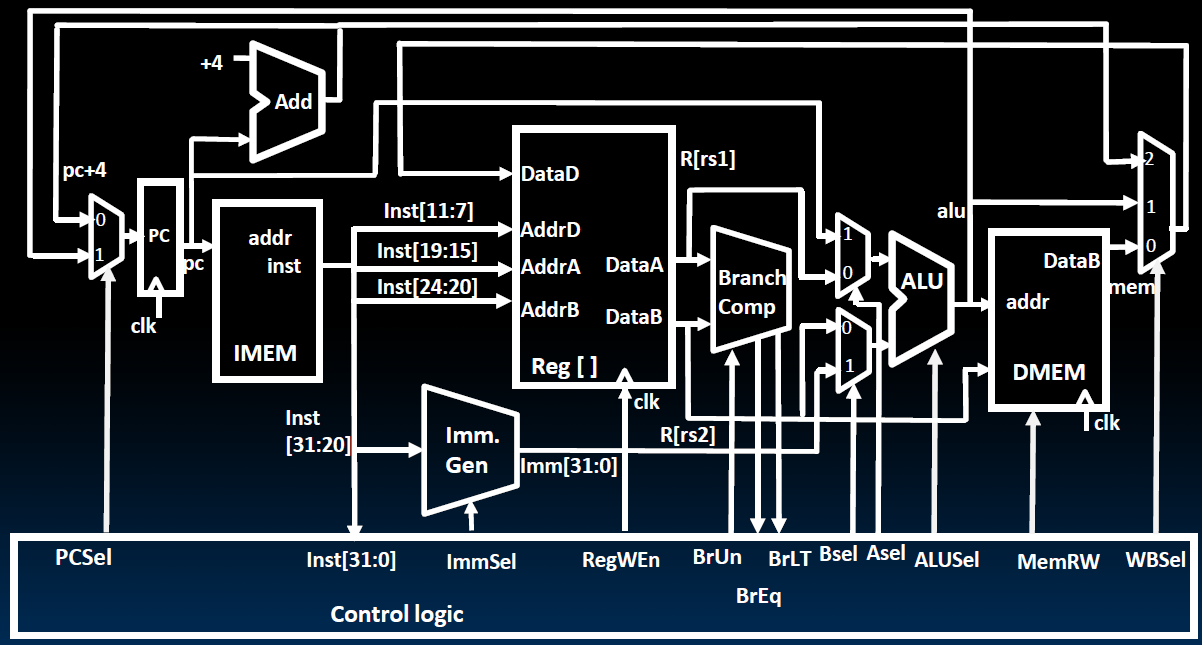 +4
Add
pc+4
0
1
PC
pc
clk
addr
inst
IMEM
Inst[11:7]
Inst[19:15]
Inst[24:20]
DataD
AddrD
AddrA
AddrB
DataA
DataB
Reg [ ]
clk
R[rs1]
Branch
Comp
R[rs2]
1
0
0
1
ALU
alu
DataB
addr
DMEM
clk
mem
2
1
0
Inst
[31:20]
Imm.
Gen
Imm[31:0]
PCSel
Inst[31:0]
ImmSel
RegWEn
BrUn
BrEq
BrLT
Bsel
Asel
ALUSel
MemRW
WBSel
Control logic